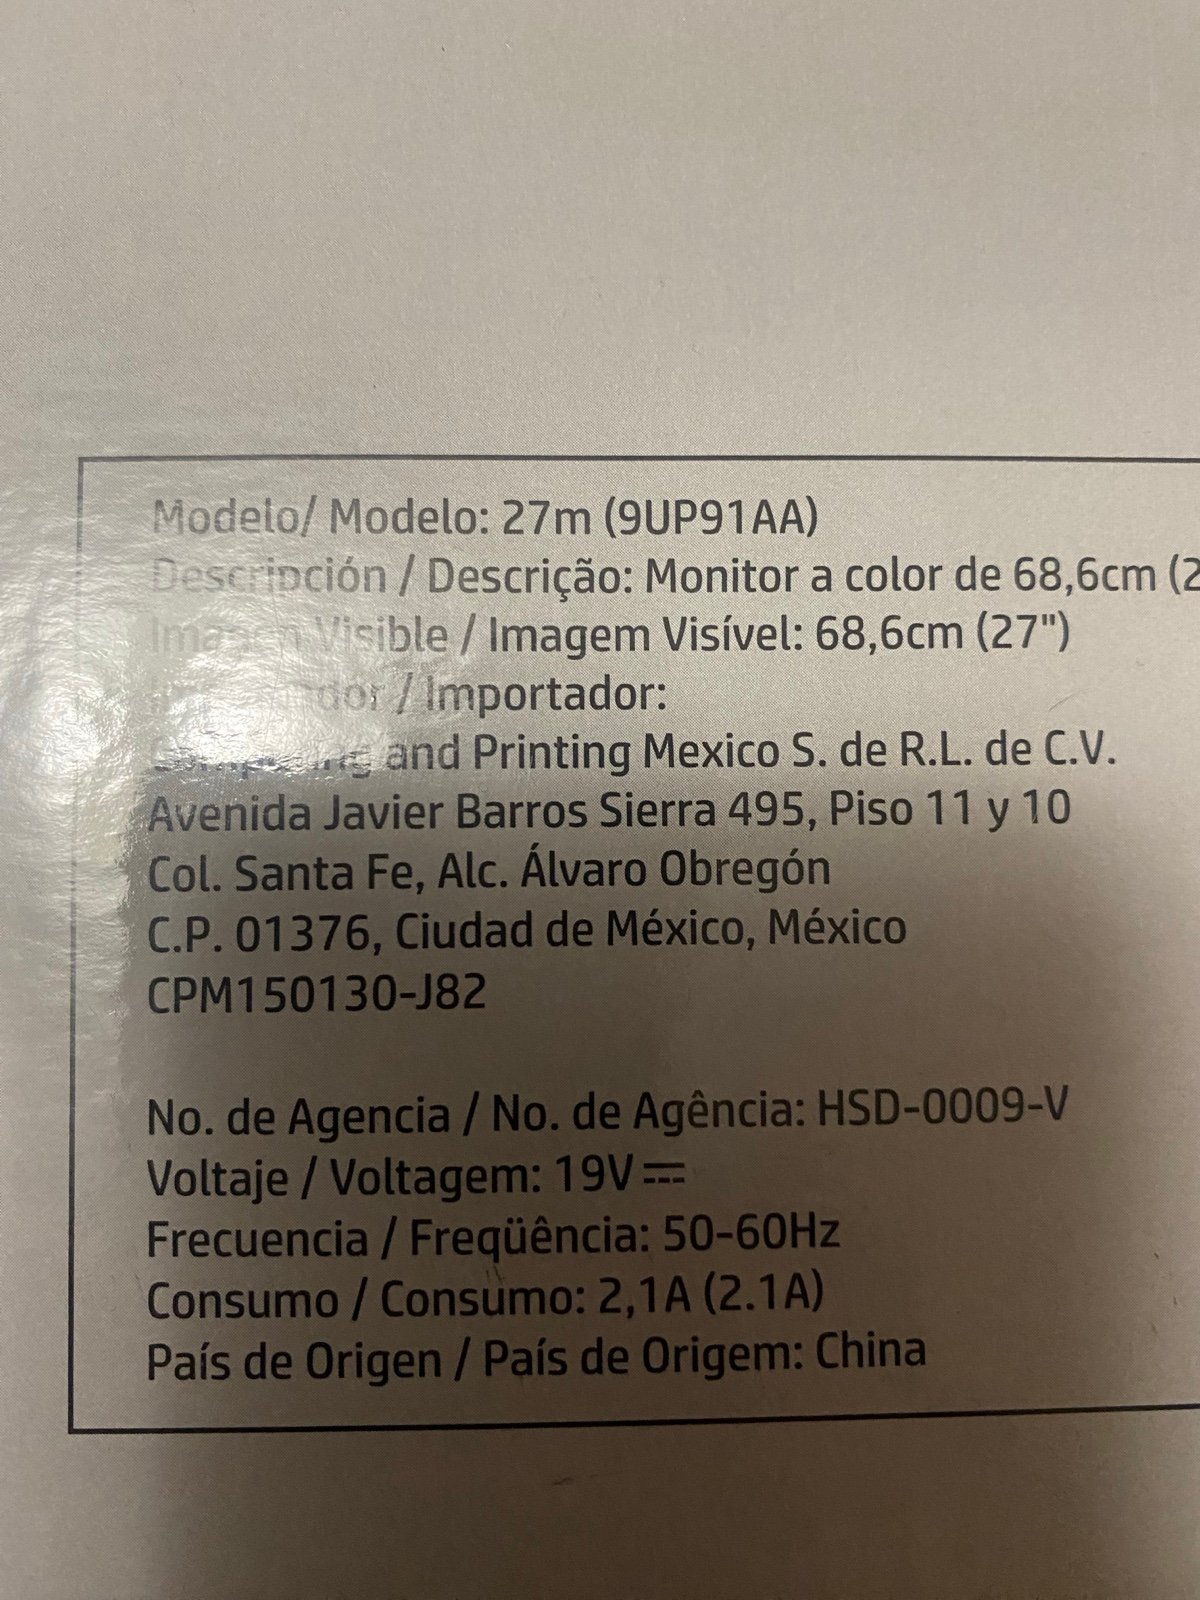 Modelo/ Modelo: 27m (9UP91AA)
Descripción / Descrição: Monitor a color de 68,6cm (2
Imagen Visible / Imagem Visível: 68,6cm (27")
/ Importador:
Computing and Printing Mexico S. de R.L. de C.V.
Avenida Javier Barros Sierra 495, Piso 11 y 10
Col. Santa Fe, Alc. Álvaro Obregón
C.P. 01376, Ciudad de México, México
CPM150130-J82
No. de Agencia / No. de Agência: HSD-0009-V
Voltaje / Voltagem: 19V⎓
Frecuencia / Freqüência: 50-60Hz
Consumo / Consumo: 2,1A (2.1A)
País de Origen / País de Origem: China